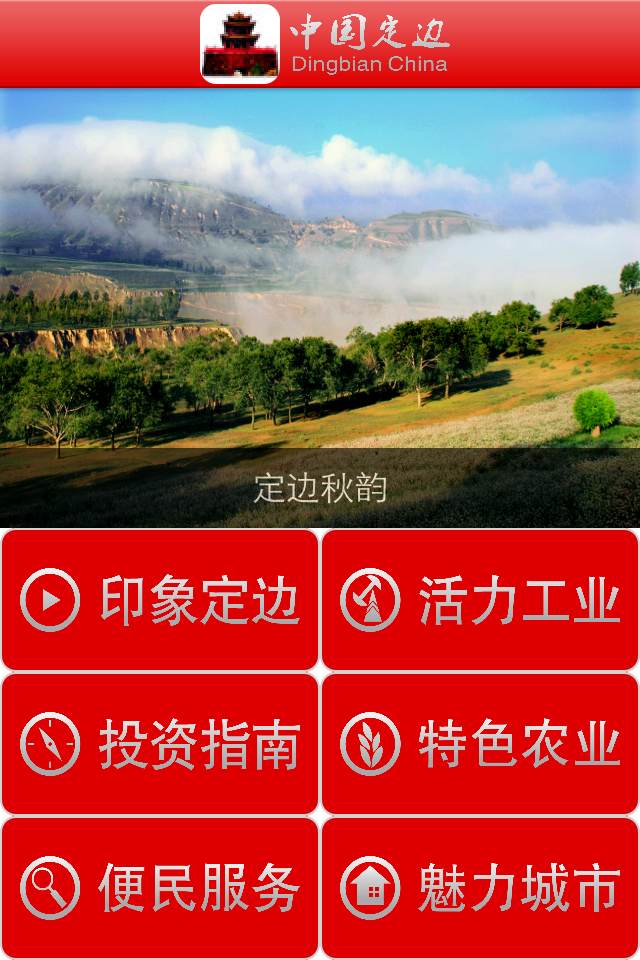 中国定边
Dingbian China
定边秋韵
印象定边
活力工业
投资指南
特色农业
便民服务
魅力城市